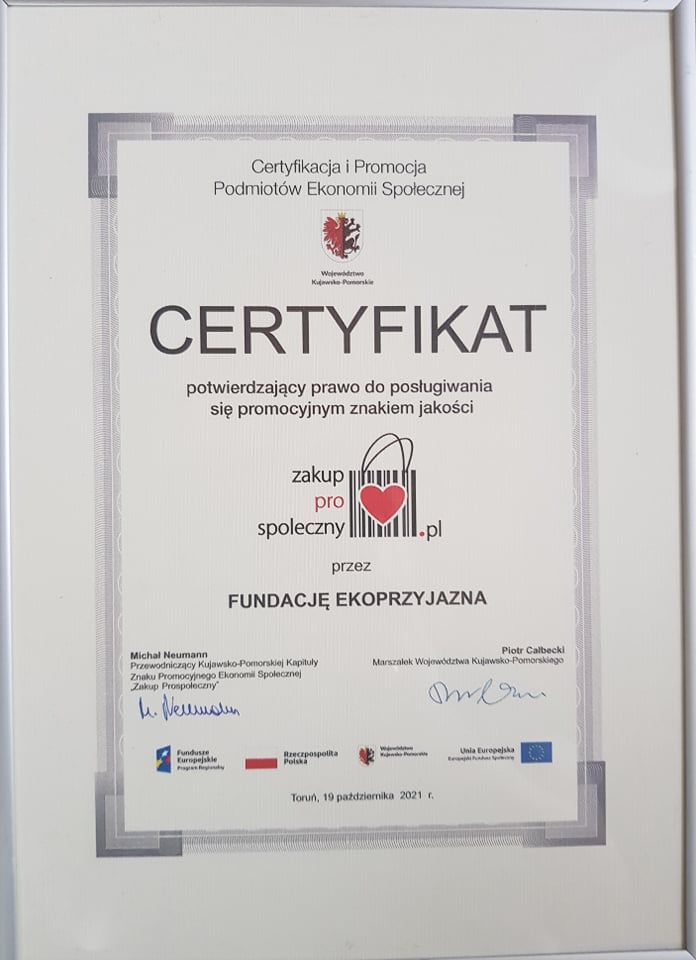 Certyfikacja i Promocja
Podmiotów Ekonomii Społecznej
Województwo
Kujawsko-Pomorskie
CERTYFIKAT
potwierdzający prawo do posługiwania
się promocyjnym znakiem jakości
zakup
pro
spoleczny.pl
przez
FUNDACJĘ EKOPRZYJAZNA
Michał Neumann
Przewodniczący Kujawsko-Pomorskiej Kapituły
Znaku Promocyjnego Ekonomii Społecznej
„Zakup Prospołeczny”
Piotr Całbecki
Marszałek Województwa Kujawsko-Pomorskiego
M. Neumann
Fundusze
Europejskie
Program Regionalny
Rzeczpospolita
Polska
Województwo
Kujawsko-Pomorskie
Unia Europejska
Europejski Fundusz Społeczny
Toruń, 19 października 2021 r.